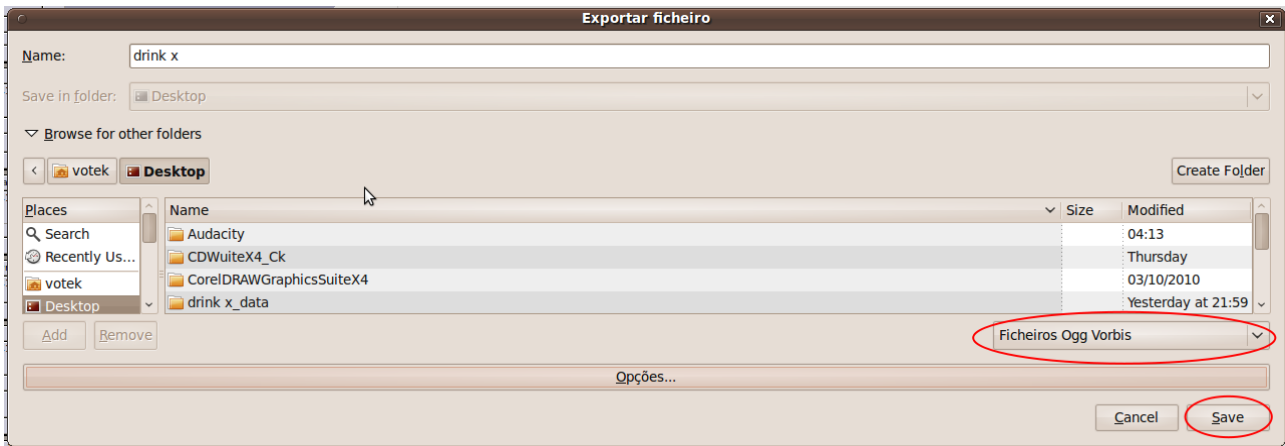 Exportar ficheiro
Name: drink x
Save in folder: Desktop
Browse for other folders
votek Desktop Create Folder
Places Name Size Modified
Search Audacity 04:13
Recently Us... CDWuiteX4_Ck Thursday
votek CorelDRAWGraphicsSuiteX4 03/10/2010
Desktop drink x_data Yesterday at 21:59
Add Remove Ficheiros Ogg Vorbis
Opções...
Cancel Save